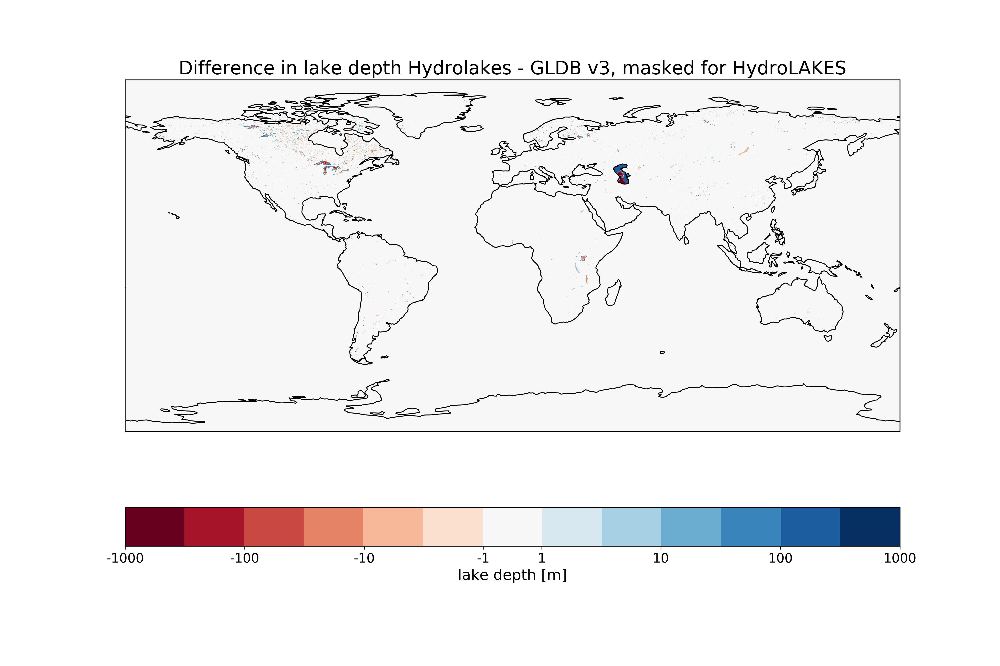 Difference in lake depth Hydrolakes - GLDB v3, masked for HydroLAKES
-1000 -100 -10 -1 1 10 100 1000
lake depth [m]